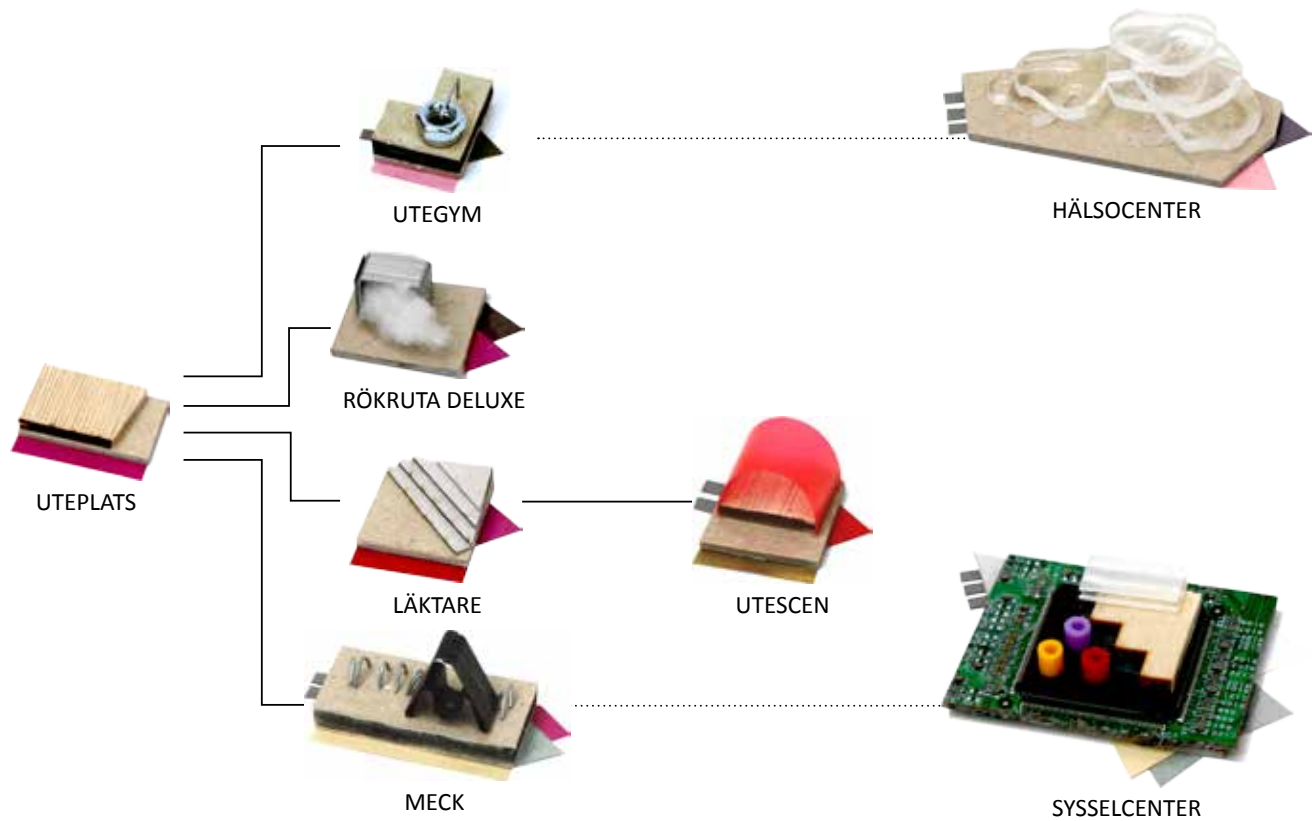 UTEGYM
HÄLSOCENTER
RÖKRUTA DELUXE
UTEPLATS
LÄKTARE
UTESCEN
MECK
SYSSELCENTER